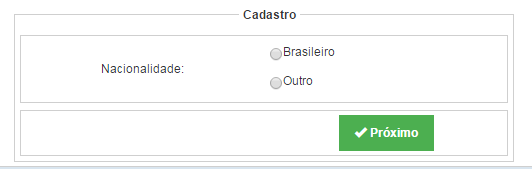 Cadastro
Nacionalidade:
Brasileiro
Outro
Próximo